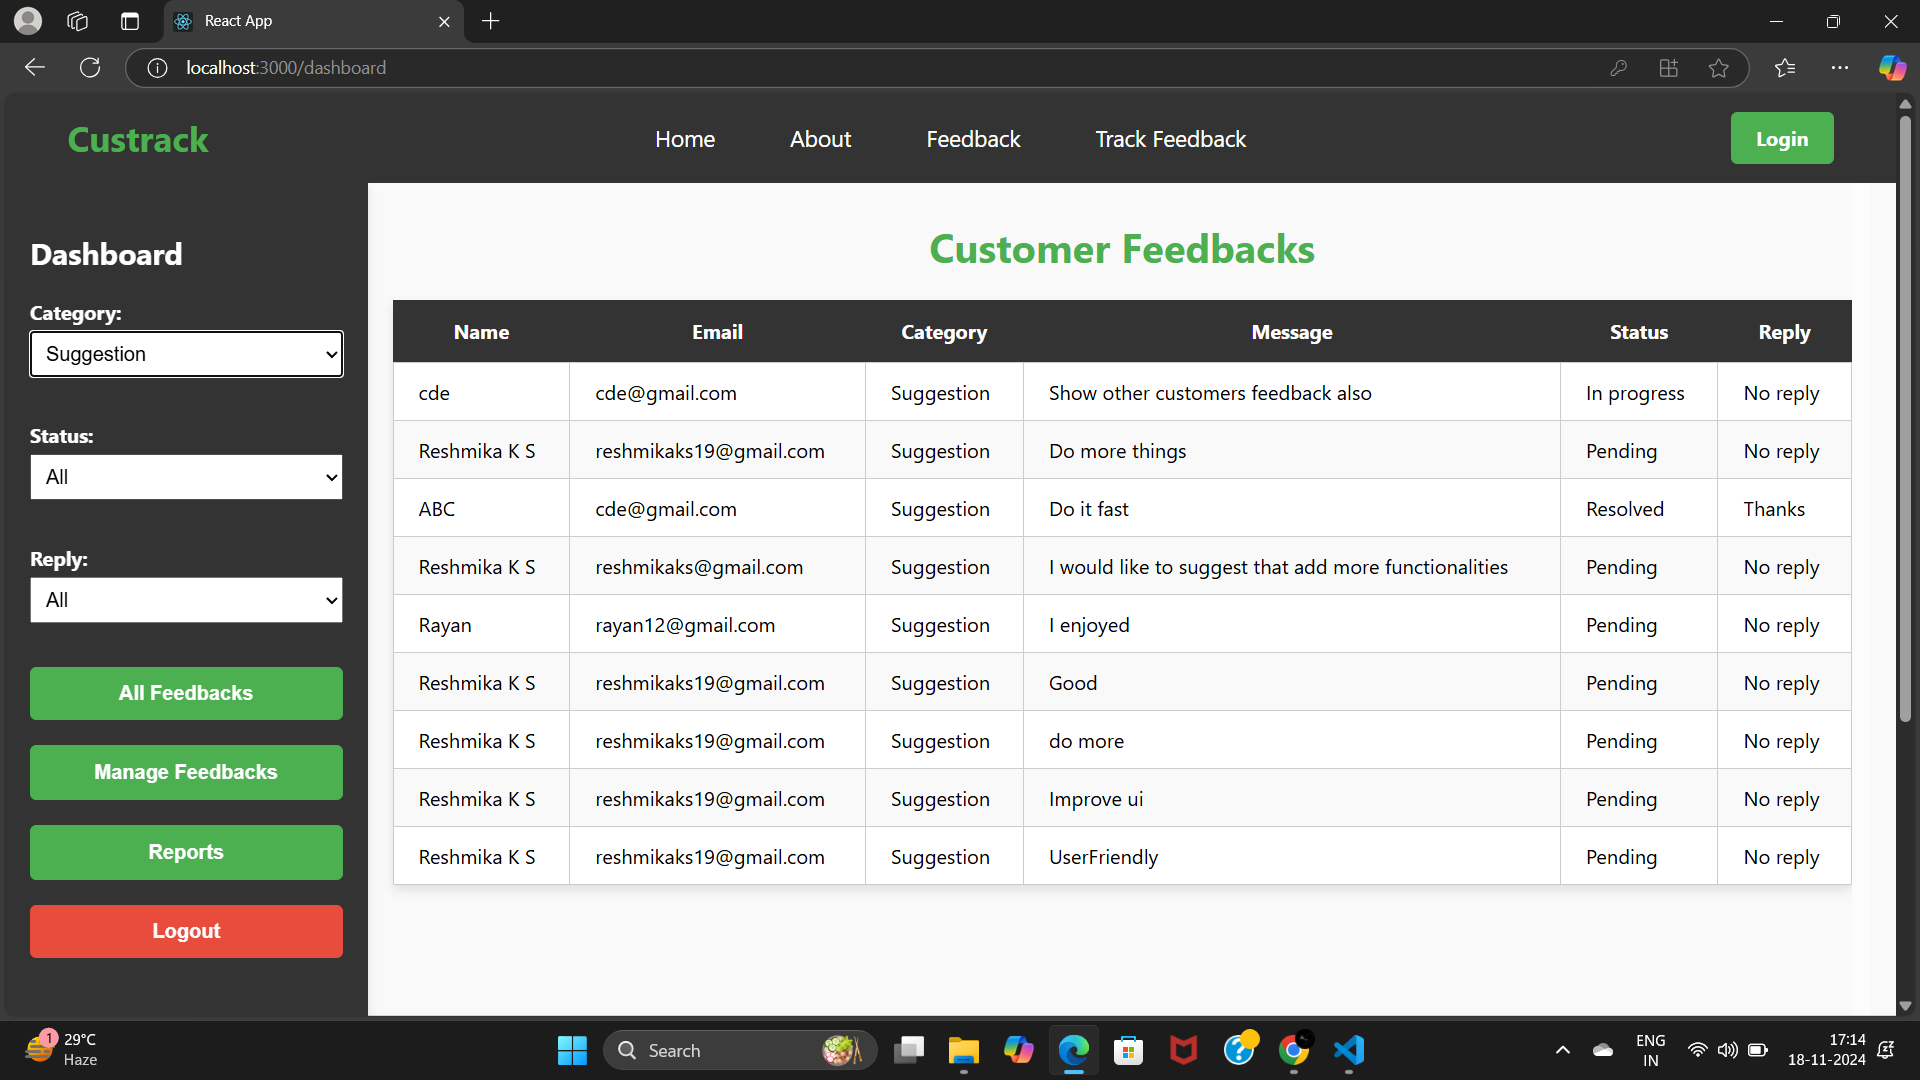 React App
localhost:3000/dashboard
Custrack
Home About Feedback Track Feedback Login
Dashboard
Category:
Suggestion
Status:
All
Reply:
All
All Feedbacks
Manage Feedbacks
Reports
Logout
Customer Feedbacks
Name Email Category Message Status Reply
cde cde@gmail.com Suggestion Show other customers feedback also In progress No reply
Reshmika K S reshmikaks19@gmail.com Suggestion Do more things Pending No reply
ABC cde@gmail.com Suggestion Do it fast Resolved Thanks
Reshmika K S reshmikaks@gmail.com Suggestion I would like to suggest that add more functionalities Pending No reply
Rayan rayan12@gmail.com Suggestion I enjoyed Pending No reply
Reshmika K S reshmikaks19@gmail.com Suggestion Good Pending No reply
Reshmika K S reshmikaks19@gmail.com Suggestion do more Pending No reply
Reshmika K S reshmikaks19@gmail.com Suggestion Improve ui Pending No reply
Reshmika K S reshmikaks19@gmail.com Suggestion UserFriendly Pending No reply
1
29°C
Haze
Search
ENG
IN
17:14
18-11-2024